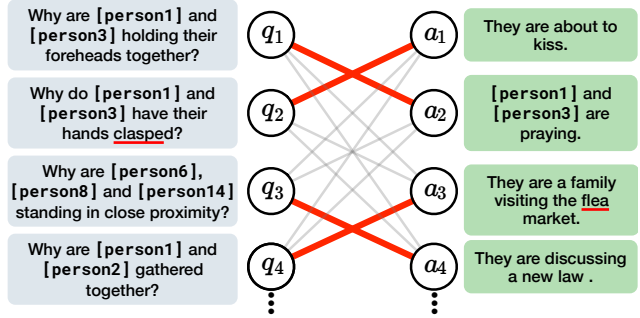 Why are [person1] and
[person3] holding their
foreheads together?
q1
a1
They are about to
kiss.
Why do [person1] and
[person3] have their
hands clasped?
q2
a2
[person1] and
[person3] are
praying.
Why are [person6],
[person8] and [person14]
standing in close proximity?
q3
a3
They are a family
visiting the flea
market.
Why are [person1] and
[person2] gathered
together?
q4
a4
They are discussing
a new law .